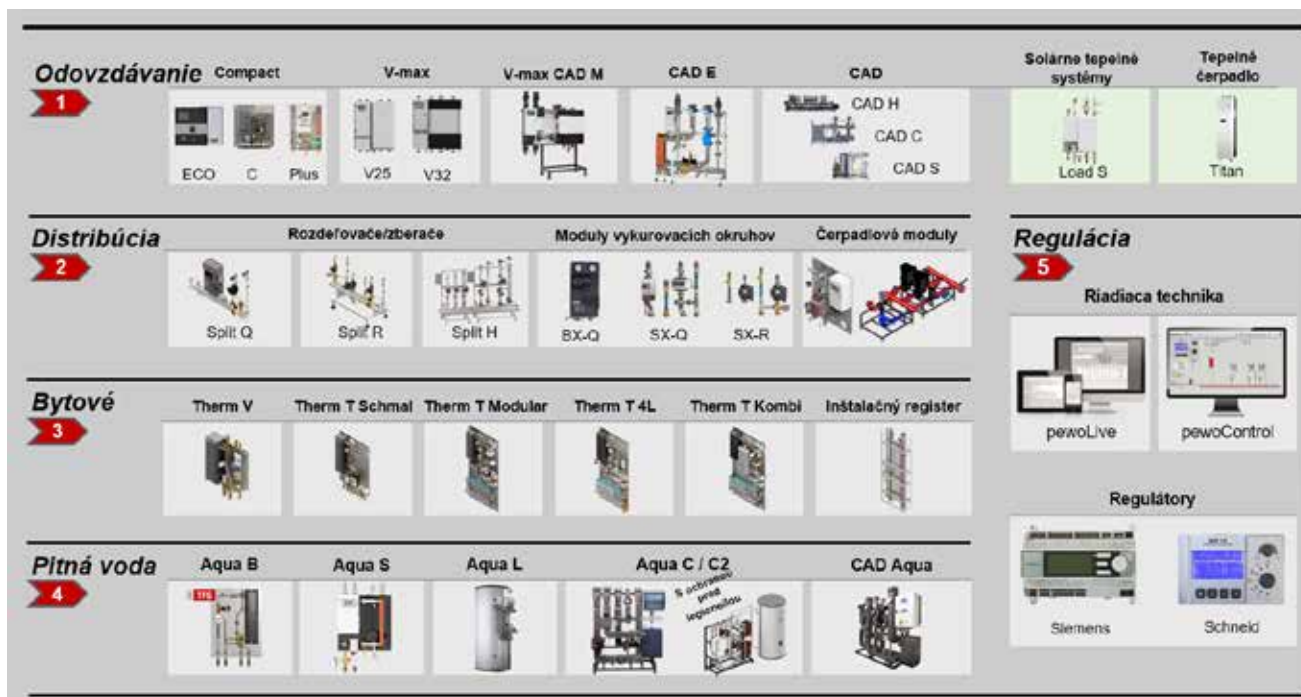 Odovzdávanie
1
Compact
V-max
V-max CAD M
CAD E
CAD
Solárne tepelné
systémy
Tepelné
čerpadlo
ECO
C
Plus
V25
V32
CAD H
CAD C
CAD S
Load S
Titan
Distribúcia
2
Rozdeľovače/zberače
Moduly vykurovacích okruhov
Čerpadlové moduly
Split Q
Split R
Split H
BX-Q
SX-Q
SX-R
Regulácia
5
Riadiaca technika
pewoLive
pewoControl
Bytové
3
Therm V
Therm T Schmal
Therm T Modular
Therm T 4L
Therm T Kombi
Inštalačný register
Regulátory
Siemens
Schneid
Pitná voda
4
Aqua B
Aqua S
Aqua L
Aqua C / C2
CAD Aqua
S ochranou
pred
legionellou